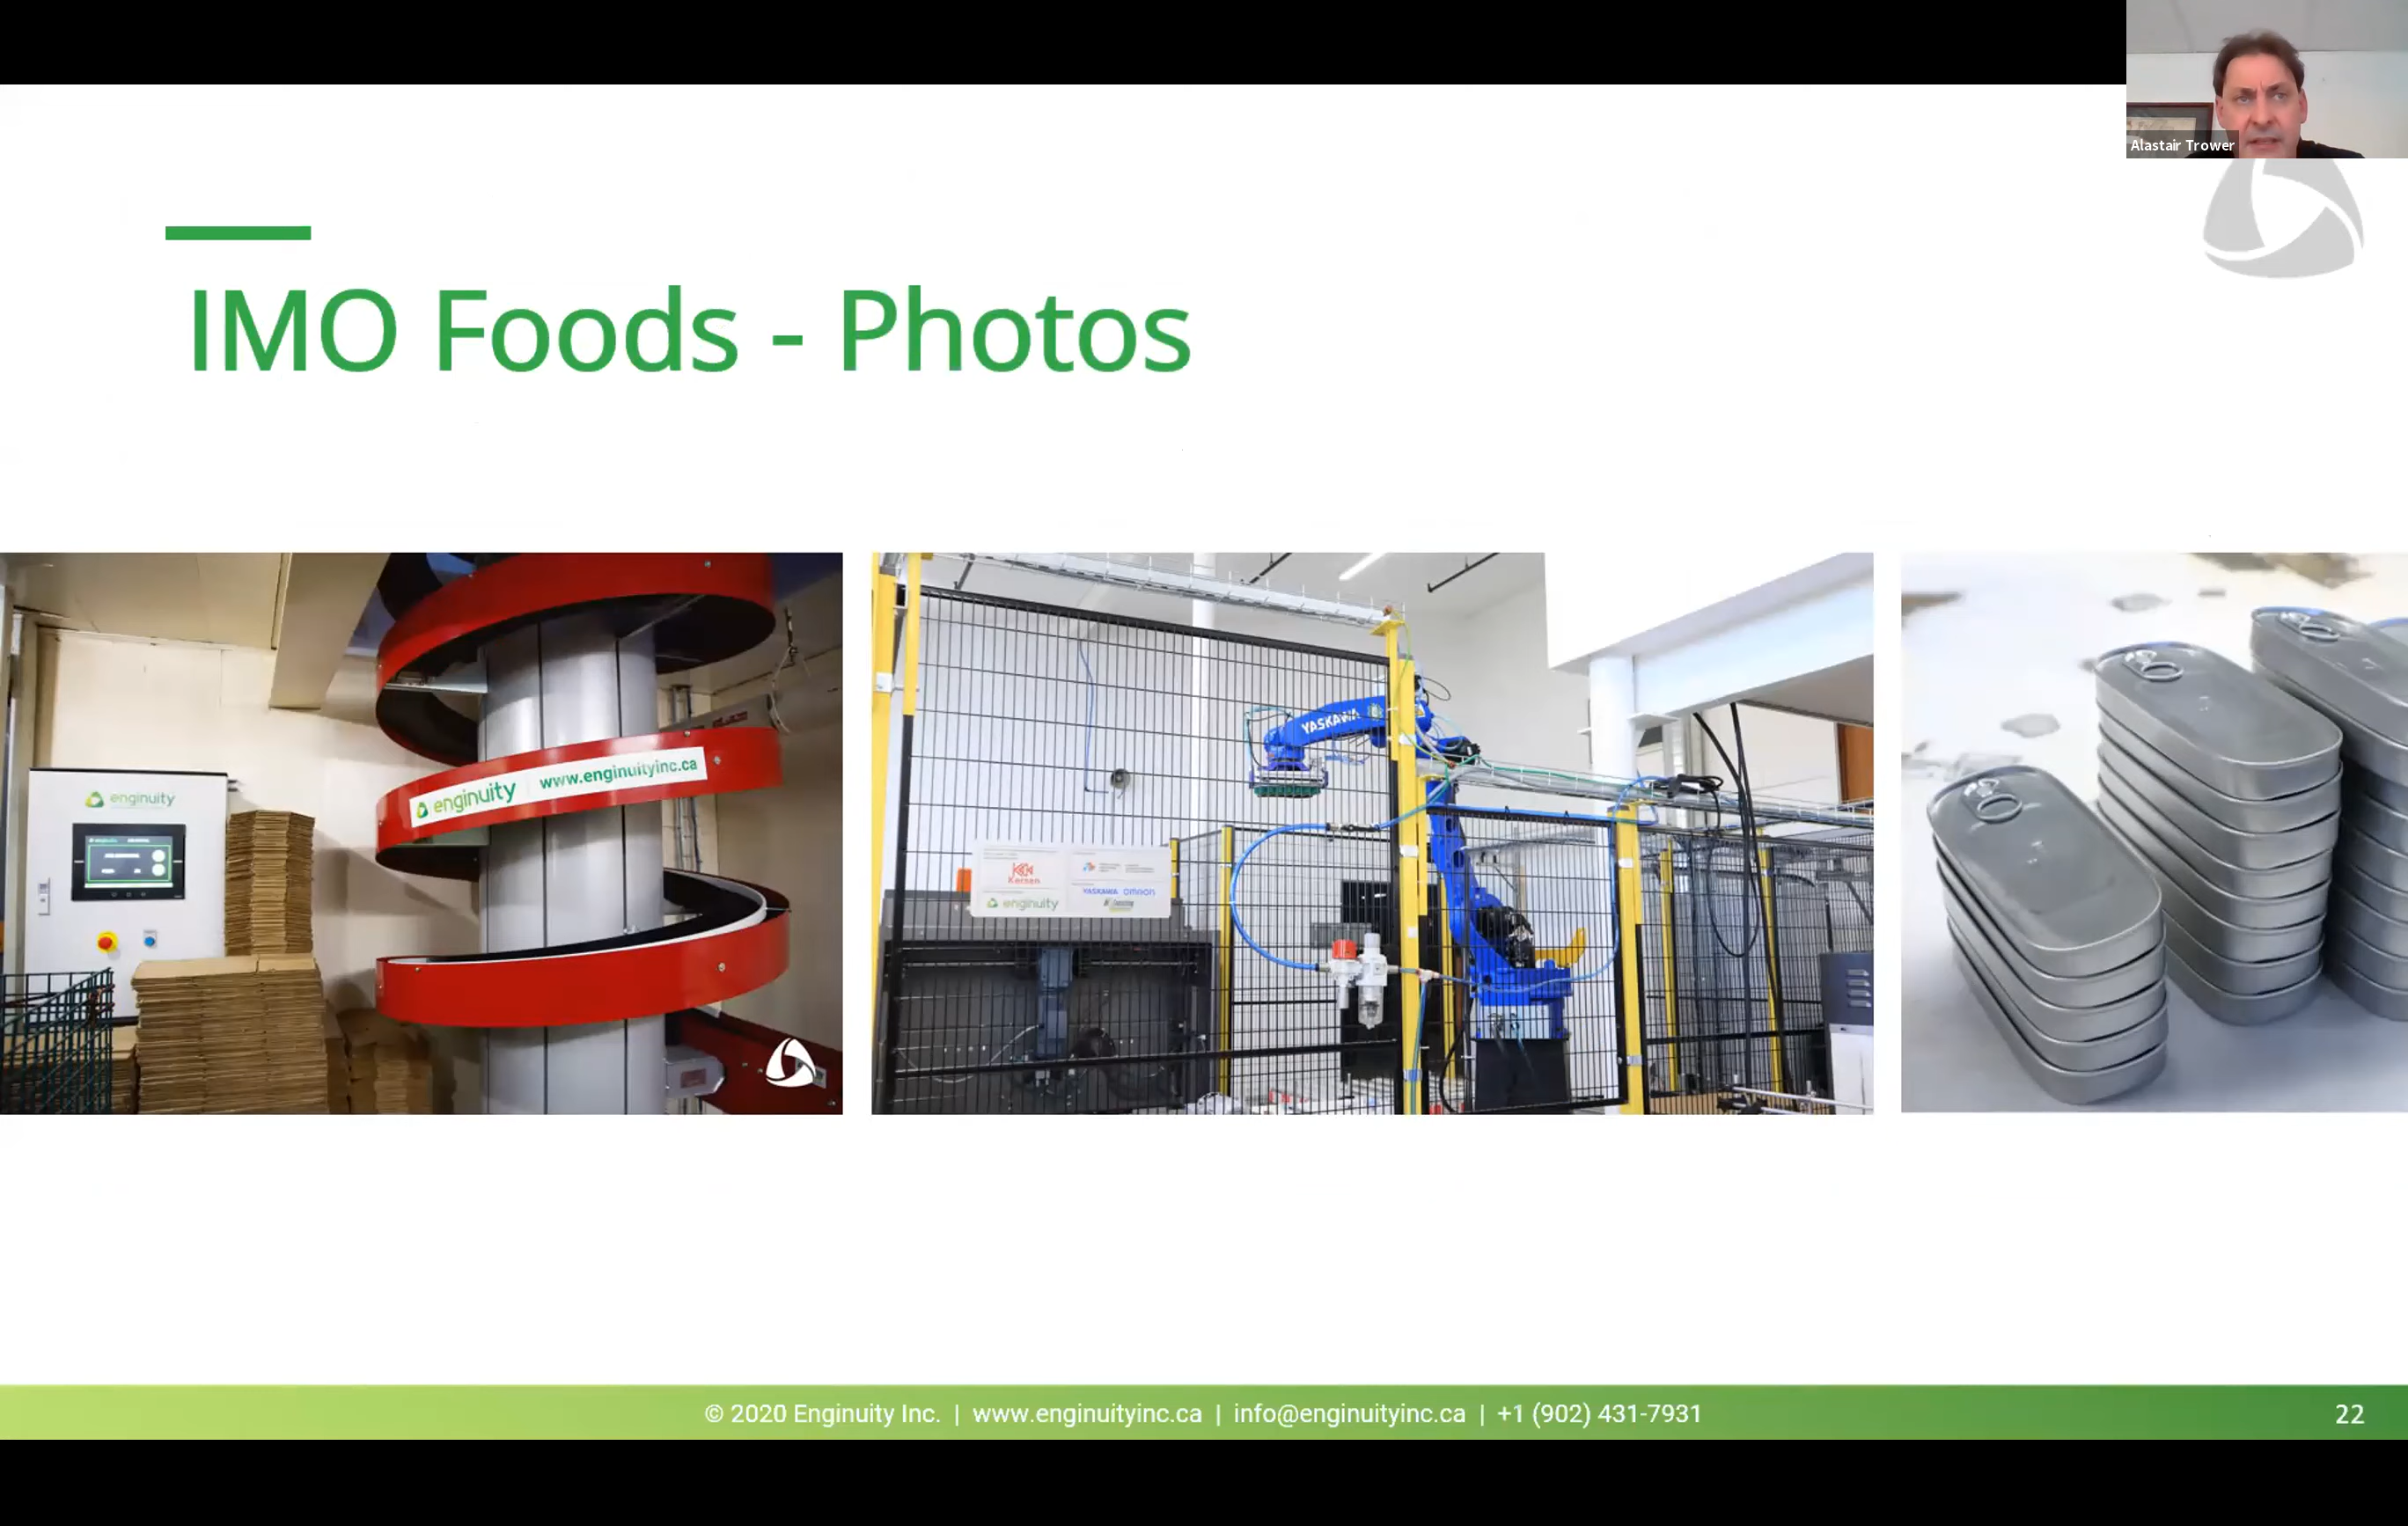 Alastair Trower
IMO Foods - Photos
enginuity
enginuity www.enginuityinc.ca
YASKAWA
Kersen
YASKAWA OMRON
enginuity
© 2020 Enginuity Inc. | www.enginuityinc.ca | info@enginuityinc.ca | +1 (902) 431-7931
22